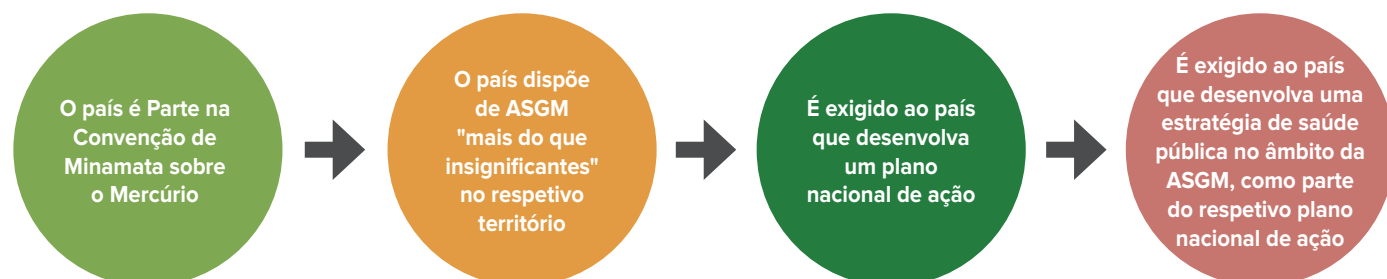 O país é Parte na
Convenção de
Minamata sobre
o Mercúrio
O país dispõe
de ASGM
"mais do que
insignificantes"
no respetivo
território
É exigido ao país
que desenvolva
um plano
nacional de ação
É exigido ao país
que desenvolva uma
estratégia de saúde
pública no âmbito da
ASGM, como parte
do respetivo plano
nacional de ação